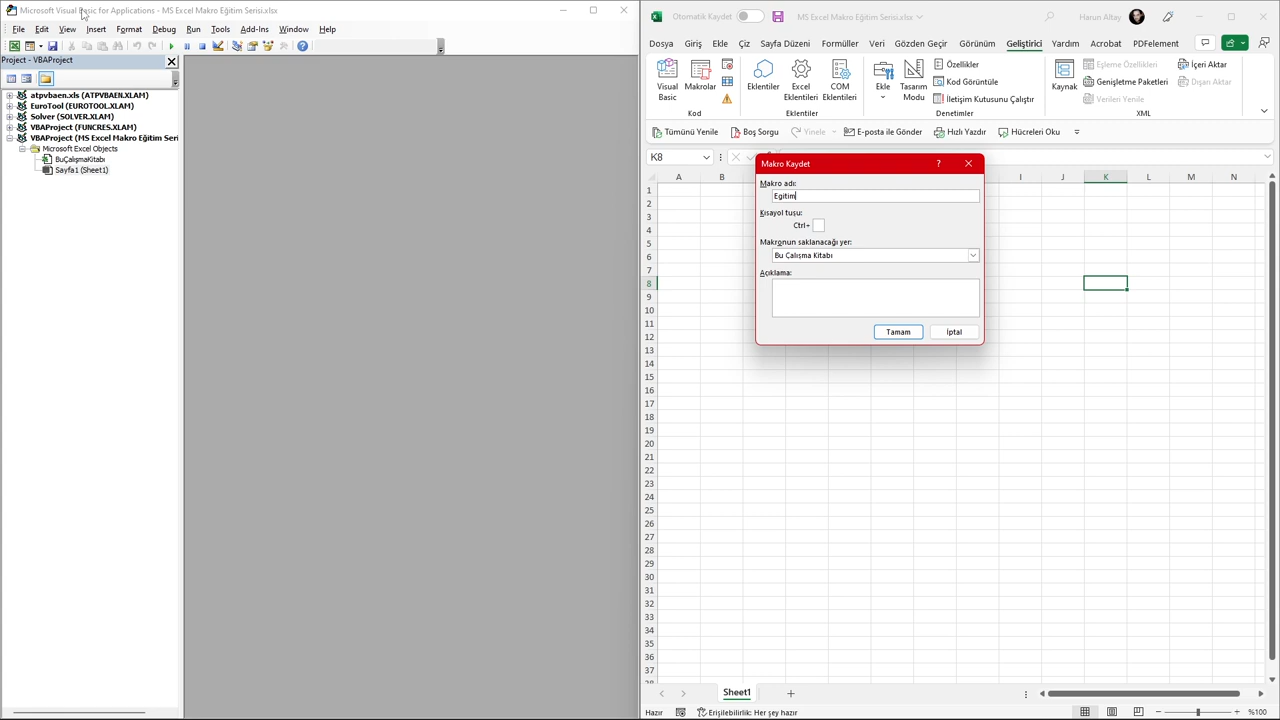 Microsoft Visual Basic for Applications - MS Excel Makro Eğitim Serisi.xlsx
File Edit View Insert Format Debug Run Tools Add-Ins Window Help
Project - VBAProject
atpvbaen.xls (ATPVBAEN.XLAM)
EuroTool (EUROTOOL.XLAM)
Solver (SOLVER.XLAM)
VBAProject (FUNCRES.XLAM)
VBAProject (MS Excel Makro Eğitim Seri
Microsoft Excel Objects
BuÇalışmaKitabı
Sayfa1 (Sheet1)
Otomatik Kaydet MS Excel Makro Eğitim Serisi.xlsx Harun Altay
Dosya Giriş Ekle Çiz Sayfa Düzeni Formüller Veri Gözden Geçir Görünüm Geliştirici Yardım Acrobat PDFelement
Visual Basic
Makrolar
Kod
Eklentiler
Excel Eklentileri
COM Eklentileri
Eklentiler
Ekle
Tasarım Modu
Özellikler
Kodu Görüntüle
İletişim Kutusunu Çalıştır
Denetimler
Kaynak
Eşleme Özellikleri
Genişletme Paketleri
Verileri Yenile
İçeri Aktar
Dışarı Aktar
XML
Tümünü Yenile Boş Sorgu Yinele E-posta ile Gönder Hızlı Yazdır Hücreleri Oku
K8
A B I J K L M N
Makro Kaydet ?
Makro adı:
Egitim
Kısayol tuşu:
Ctrl+
Makronun saklanacağı yer:
Bu Çalışma Kitabı
Açıklama:
Tamam İptal
1
2
3
4
5
6
7
8
9
10
11
12
13
14
15
16
17
18
19
20
21
22
23
24
25
26
27
28
29
30
31
32
33
34
35
36
37
Sheet1
Hazır Erişilebilirlik: Her şey hazır %100